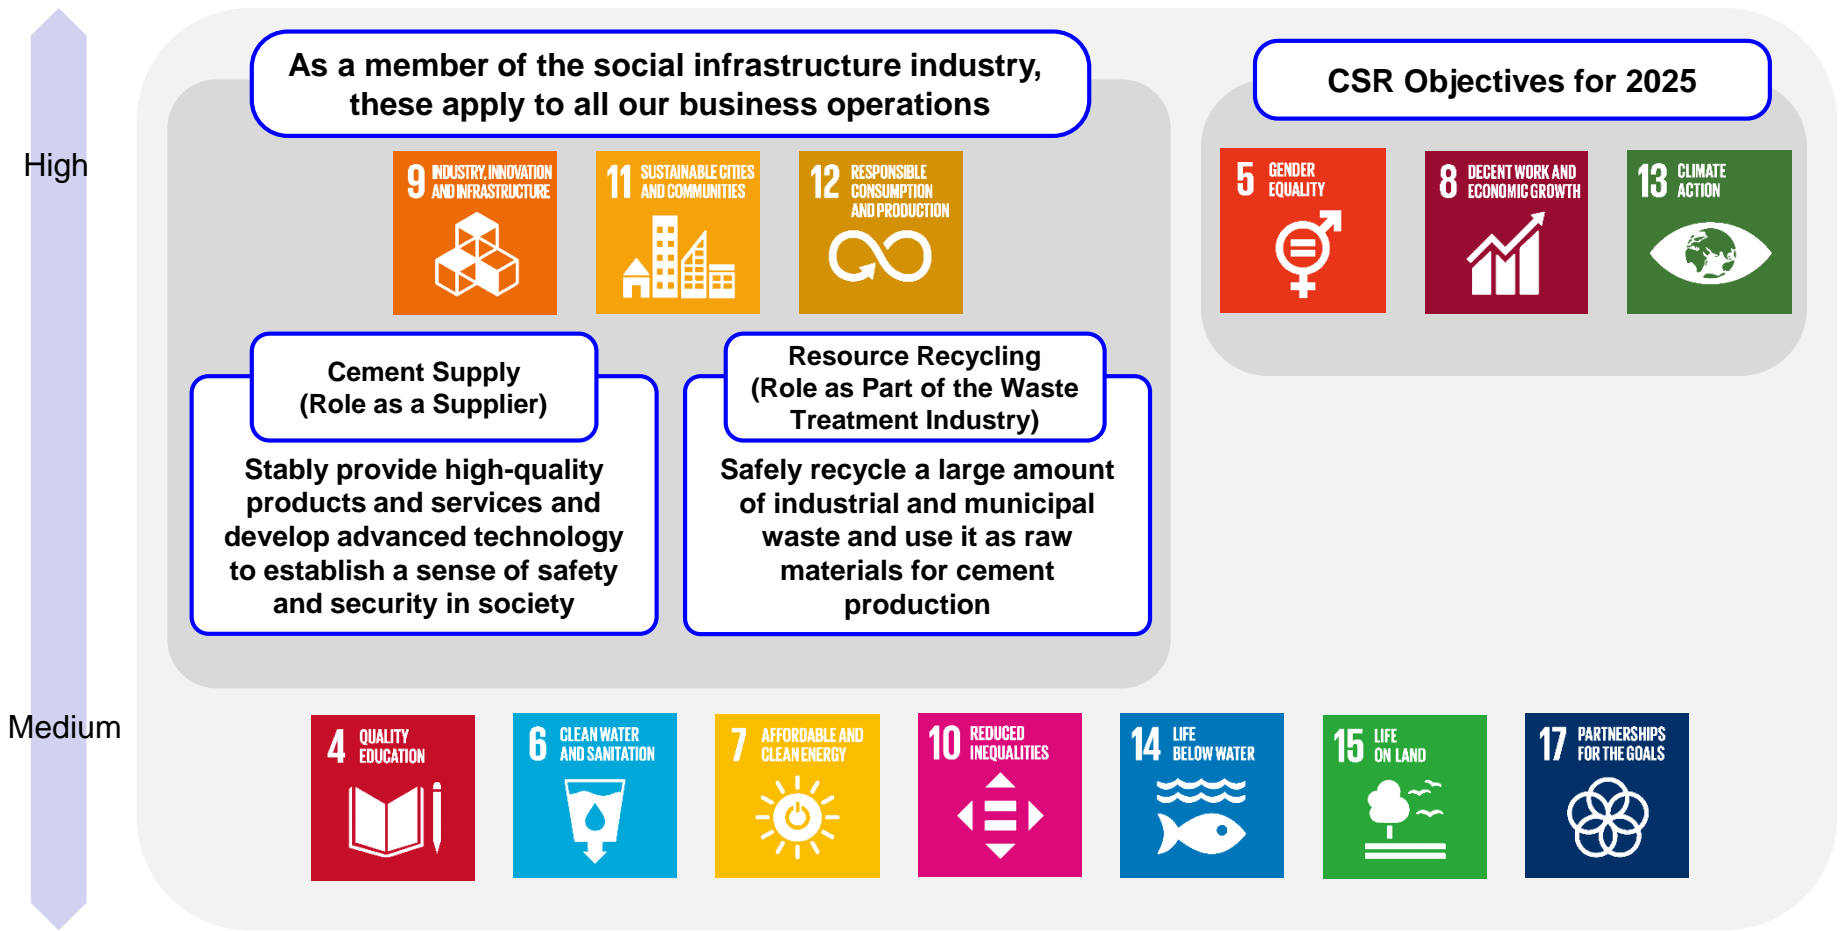 High
As a member of the social infrastructure industry,
these apply to all our business operations
9 INDUSTRY, INNOVATION
AND INFRASTRUCTURE
11 SUSTAINABLE CITIES
AND COMMUNITIES
12 RESPONSIBLE
CONSUMPTION
AND PRODUCTION
Cement Supply
(Role as a Supplier)
Stably provide high-quality
products and services and
develop advanced technology
to establish a sense of safety
and security in society
Resource Recycling
(Role as Part of the Waste
Treatment Industry)
Safely recycle a large amount
of industrial and municipal
waste and use it as raw
materials for cement
production
CSR Objectives for 2025
5 GENDER
EQUALITY
8 DECENT WORK AND
ECONOMIC GROWTH
13 CLIMATE
ACTION
Medium
4 QUALITY
EDUCATION
6 CLEAN WATER
AND SANITATION
7 AFFORDABLE AND
CLEAN ENERGY
10 REDUCED
INEQUALITIES
14 LIFE
BELOW WATER
15 LIFE
ON LAND
17 PARTNERSHIPS
FOR THE GOALS